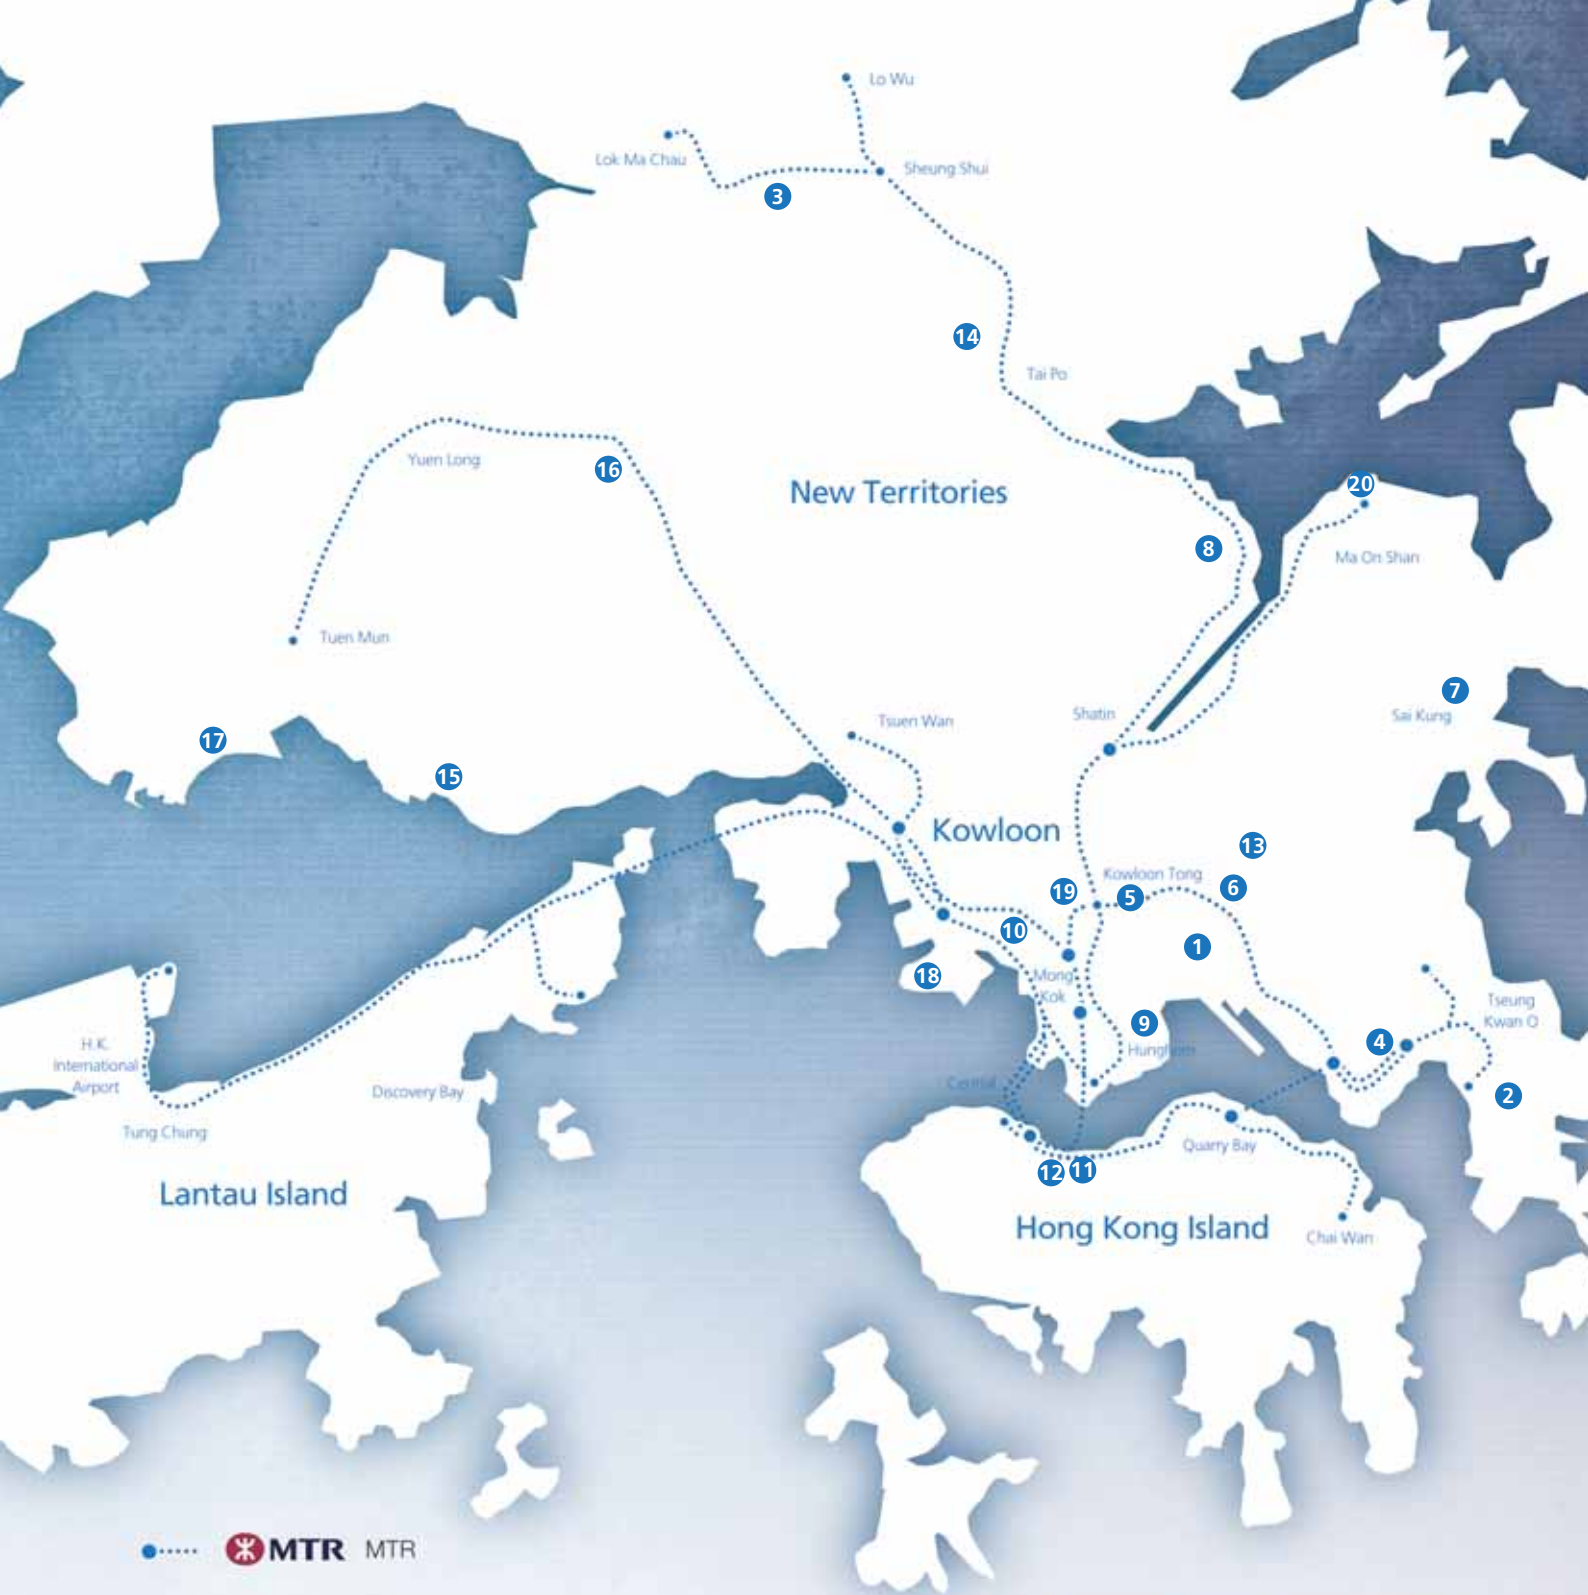 Lo Wu
Lok Ma Chau
Sheung Shui
3
14
Tai Po
Yuen Long
16
New Territories
20
8
Ma On Shan
Tuen Mun
7
Sai Kung
Shatin
Tsuen Wan
17
15
Kowloon
13
Kowloon Tong
6
19
5
10
1
18
Mong
Kok
Tseung
Kwan O
9
Hunghom
4
H.K.
International
Airport
Discovery Bay
Central
2
Tung Chung
Quarry Bay
12
11
Lantau Island
Hong Kong Island
Chai Wan
MTR MTR